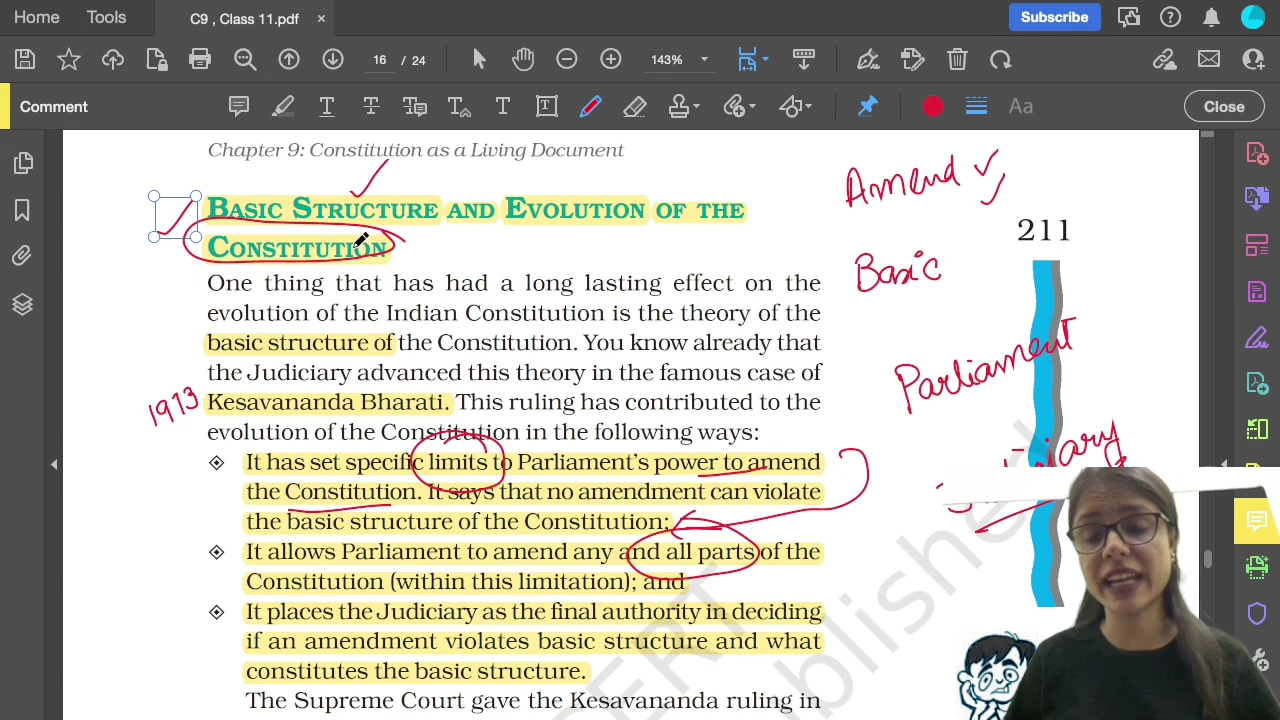 Home Tools C9 , Class 11.pdf × Subscribe
16 / 24 143%
Comment Aa Close
Chapter 9: Constitution as a Living Document
BASIC STRUCTURE AND EVOLUTION OF THE
CONSTITUTION
One thing that has had a long lasting effect on the
evolution of the Indian Constitution is the theory of the
basic structure of the Constitution. You know already that
the Judiciary advanced this theory in the famous case of
1973 Kesavananda Bharati. This ruling has contributed to the
evolution of the Constitution in the following ways:
It has set specific limits to Parliament's power to amend
the Constitution. It says that no amendment can violate
the basic structure of the Constitution;
It allows Parliament to amend any and all parts of the
Constitution (within this limitation); and
It places the Judiciary as the final authority in deciding
if an amendment violates basic structure and what
constitutes the basic structure.
The Supreme Court gave the Kesavananda ruling in
Amend
211
Basic
Parliament